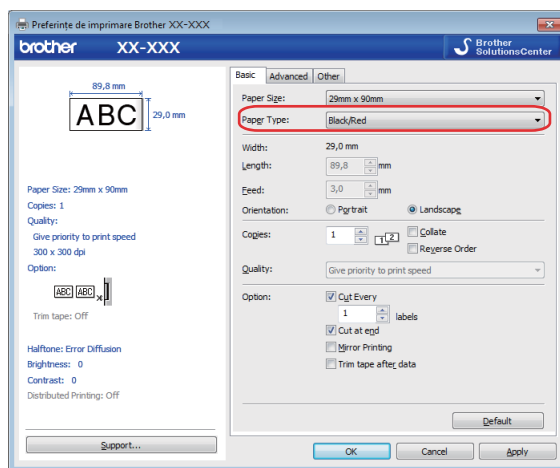 Preferințe de imprimare Brother XX-XXX
brother XX-XXX
Brother
SolutionsCenter
89,8 mm
ABC
29,0 mm
Paper Size: 29mm x 90mm
Copies: 1
Quality:
Give priority to print speed
300 x 300 dpi
Option:
ABC ABC
Trim tape: Off
Halftone: Error Diffusion
Brightness: 0
Contrast: 0
Distributed Printing: Off
Support...
Basic Advanced Other
Paper Size: 29mm x 90mm
Paper Type: Black/Red
Width: 29,0 mm
Length: 89,8 mm
Feed: 3,0 mm
Orientation: Portrait Landscape
Copies: 1 1 2 Collate
Reverse Order
Quality: Give priority to print speed
Option: Cut Every
1 labels
Cut at end
Mirror Printing
Trim tape after data
Default
OK Cancel Apply